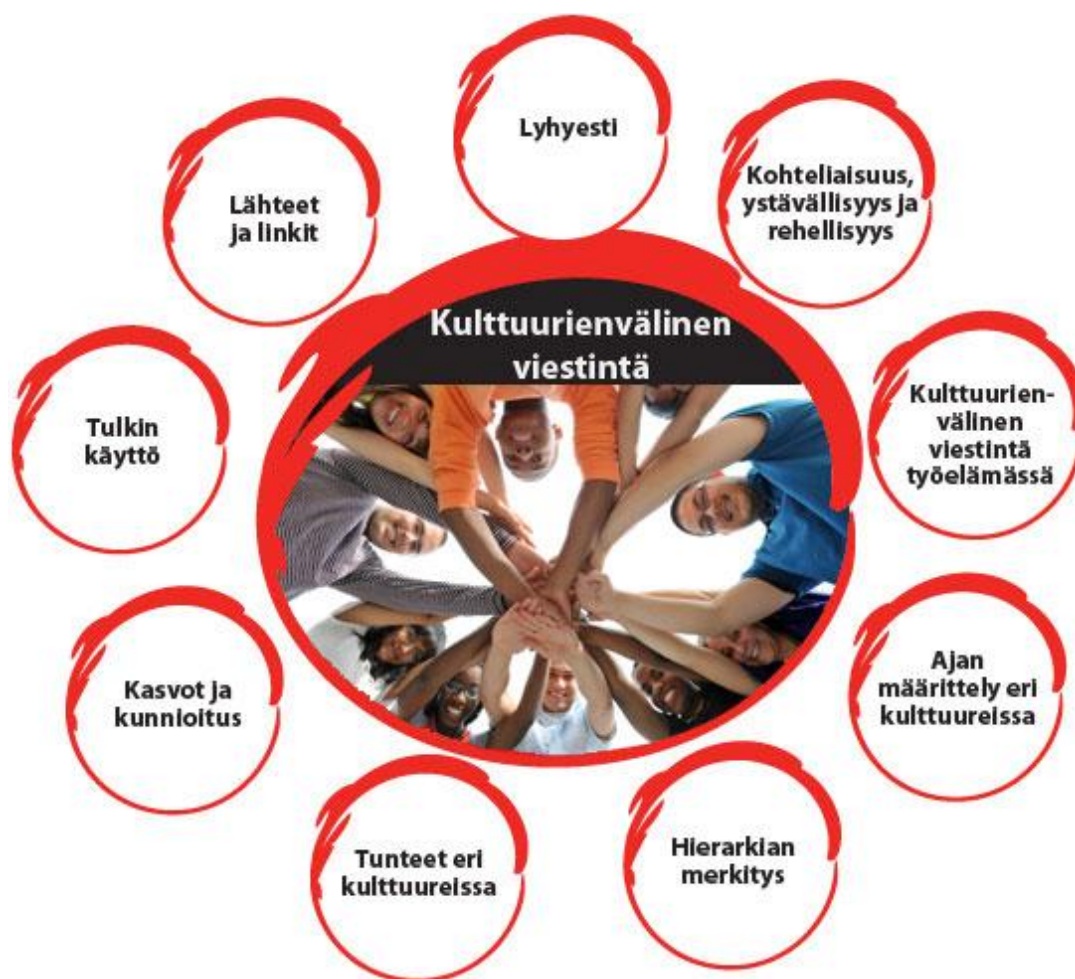 Lyhyesti
Kohteliaisuus,
ystävällisyys ja
rehellisyys
Lähteet
ja linkit
Kulttuurienvälinen
viestintä
Kulttuurien-
välinen
viestintä
työelämässä
Tulkin
käyttö
Ajan
määrittely eri
kulttuureissa
Kasvot ja
kunnioitus
Hierarkian
merkitys
Tunteet eri
kulttuureissa